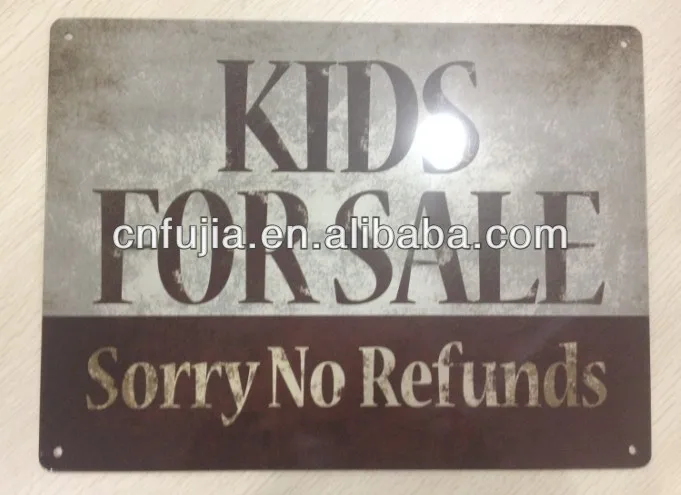 KIDS
FOR SALE
cnfujia.en.alibaba.com
Sorry No Refunds